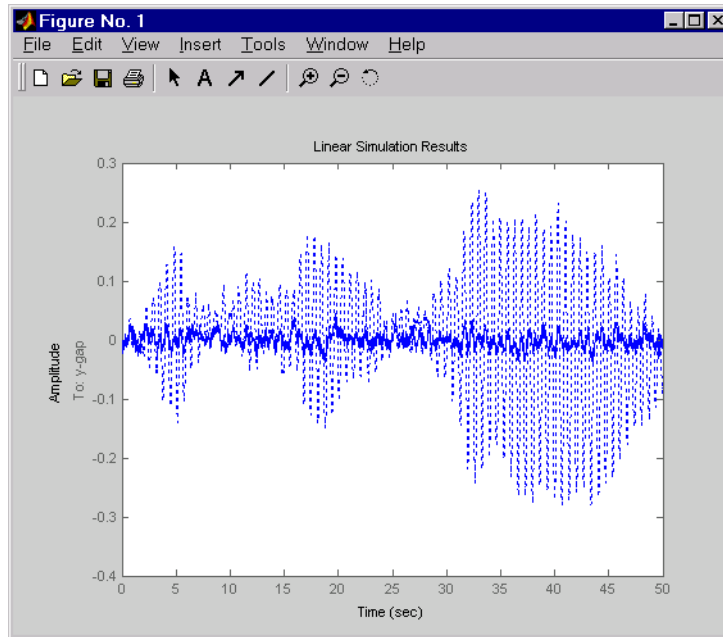 Figure No. 1
File Edit View Insert Tools Window Help
A
Linear Simulation Results
Amplitude
To: y-gap
0.3
0.2
0.1
0
-0.1
-0.2
-0.3
-0.4
0 5 10 15 20 25 30 35 40 45 50
Time (sec)